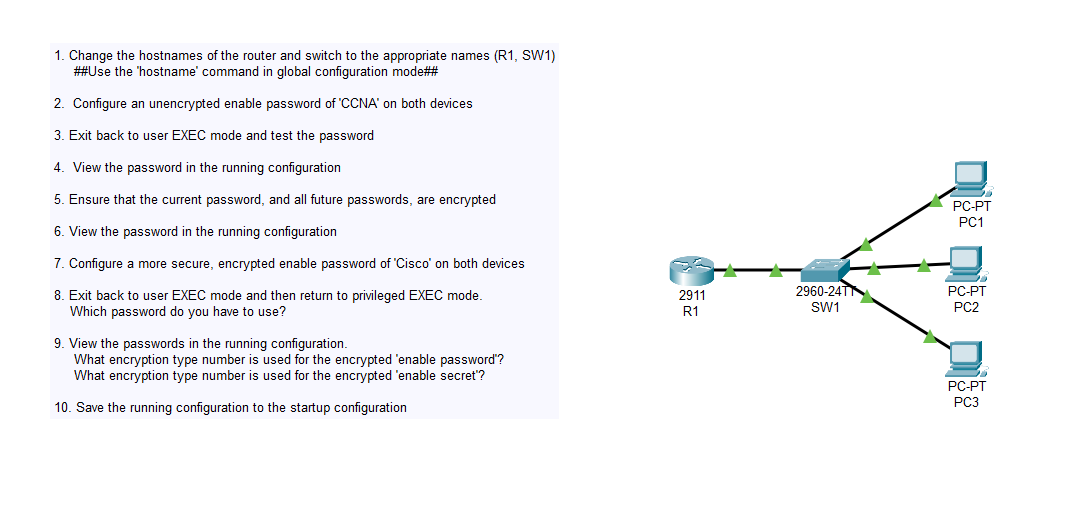 1. Change the hostnames of the router and switch to the appropriate names (R1, SW1)
##Use the 'hostname' command in global configuration mode##
2. Configure an unencrypted enable password of 'CCNA' on both devices
3. Exit back to user EXEC mode and test the password
4. View the password in the running configuration
5. Ensure that the current password, and all future passwords, are encrypted
6. View the password in the running configuration
7. Configure a more secure, encrypted enable password of 'Cisco' on both devices
8. Exit back to user EXEC mode and then return to privileged EXEC mode.
Which password do you have to use?
9. View the passwords in the running configuration.
What encryption type number is used for the encrypted 'enable password'?
What encryption type number is used for the encrypted 'enable secret'?
10. Save the running configuration to the startup configuration
2911
R1
2960-24TT
SW1
PC-PT
PC1
PC-PT
PC2
PC-PT
PC3